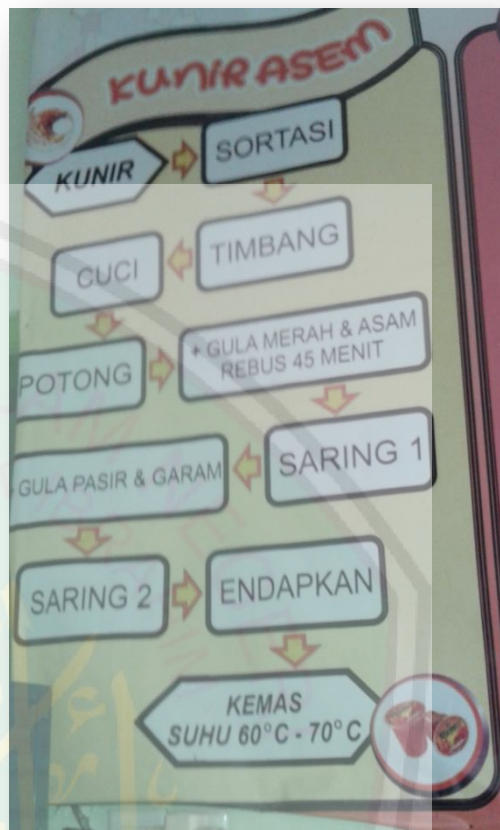 KUNIR ASEM
KUNIR
SORTASI
TIMBANG
CUCI
POTONG
+ GULA MERAH & ASAM
REBUS 45 MENIT
SARING 1
GULA PASIR & GARAM
SARING 2
ENDAPKAN
KEMAS
SUHU 60°C - 70°C